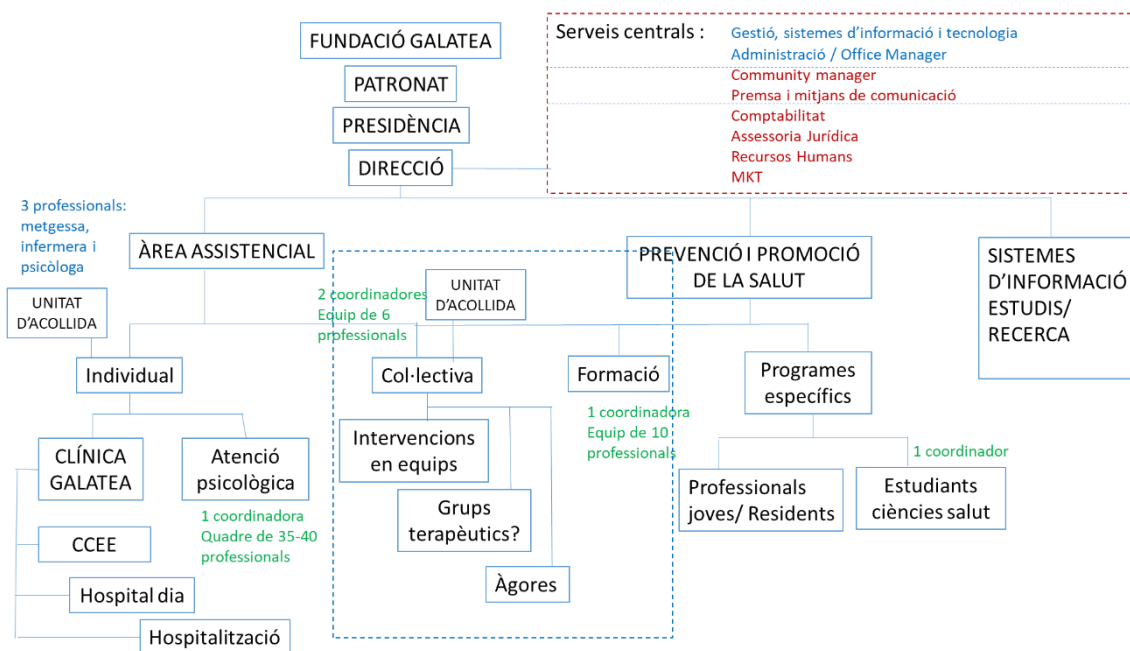 FUNDACIÓ GALATEA
PATRONAT
PRESIDÈNCIA
DIRECCIÓ
Serveis centrals :
Gestió, sistemes d'informació i tecnologia
Administració / Office Manager
Community manager
Premsa i mitjans de comunicació
Comptabilitat
Assessoria Jurídica
Recursos Humans
MKT
3 professionals:
metgessa,
infermera i
psicòloga
ÀREA ASSISTENCIAL
PREVENCIÓ I PROMOCIÓ
DE LA SALUT
SISTEMES
D'INFORMACIÓ
ESTUDIS/
RECERCA
UNITAT
D'ACOLLIDA
2 coordinadores
Equip de 6
professionals
UNITAT
D'ACOLLIDA
Individual
Col·lectiva
Formació
Programes
específics
1 coordinadora
Equip de 10
professionals
CLÍNICA
GALATEA
Atenció
psicològica
1 coordinadora
Quadre de 35-40
professionals
Intervencions
en equips
Grups
terapèutics?
Àgores
Professionals
joves/ Residents
1 coordinador
Estudiants
ciències salut
CCEE
Hospital dia
Hospitalització